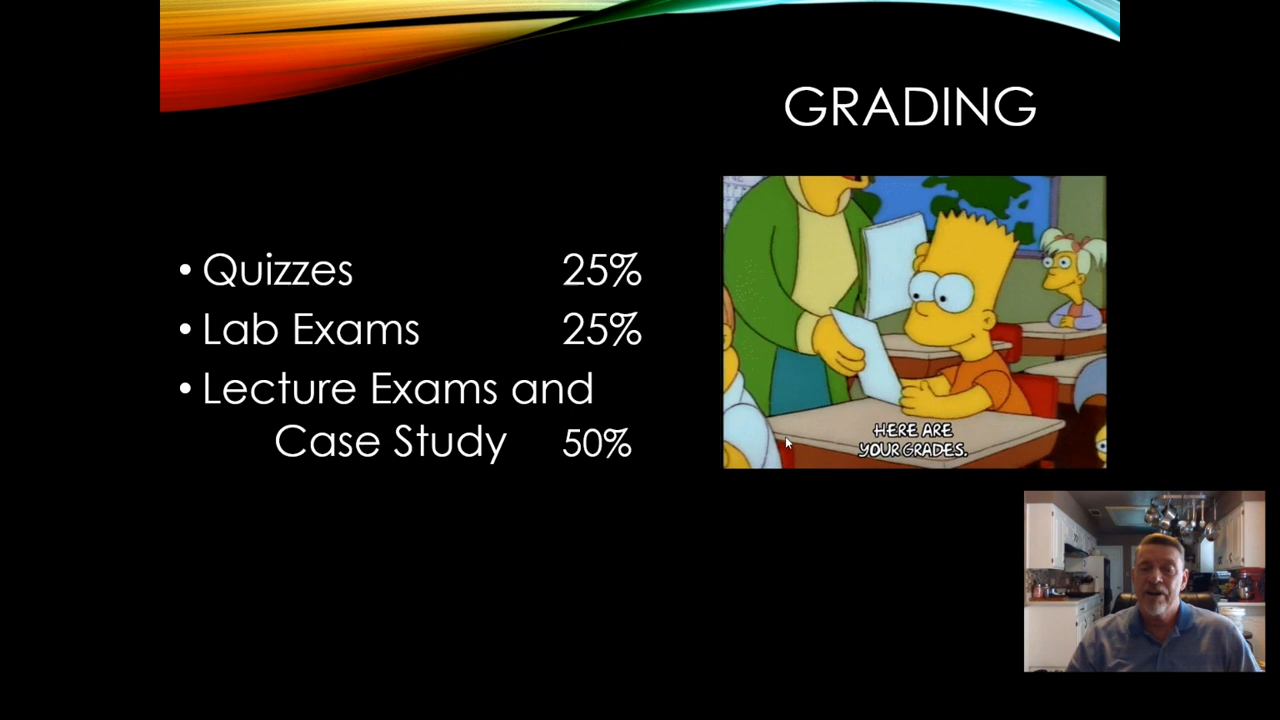 GRADING
• Quizzes 25%
• Lab Exams 25%
• Lecture Exams and
Case Study 50%
HERE ARE
YOUR GRADES.